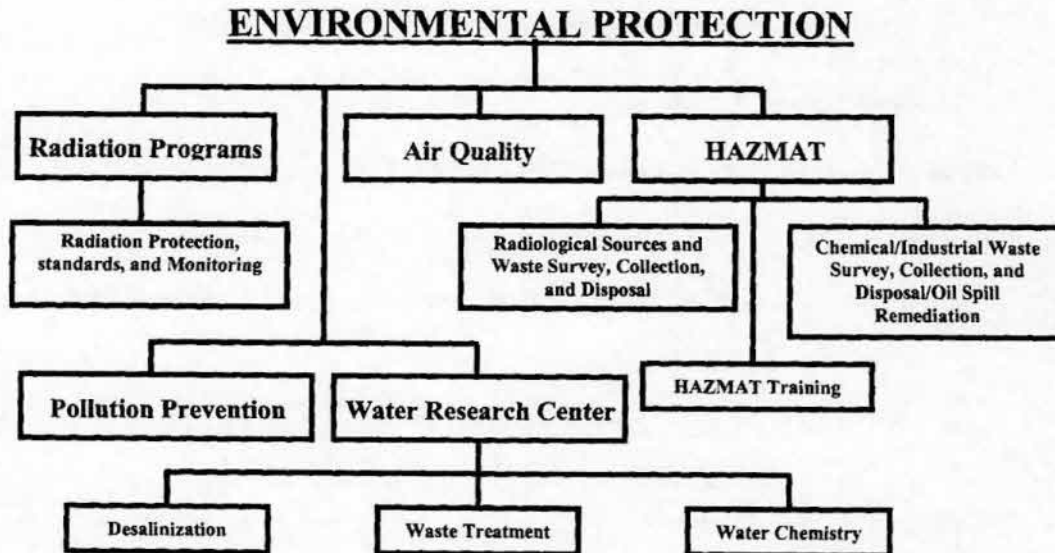 ENVIRONMENTAL PROTECTION
Radiation Programs
Air Quality
HAZMAT
Radiation Protection,
standards, and Monitoring
Radiological Sources and
Waste Survey, Collection,
and Disposal
Chemical/Industrial Waste
Survey, Collection, and
Disposal/Oil Spill
Remediation
HAZMAT Training
Pollution Prevention
Water Research Center
Desalinization
Waste Treatment
Water Chemistry